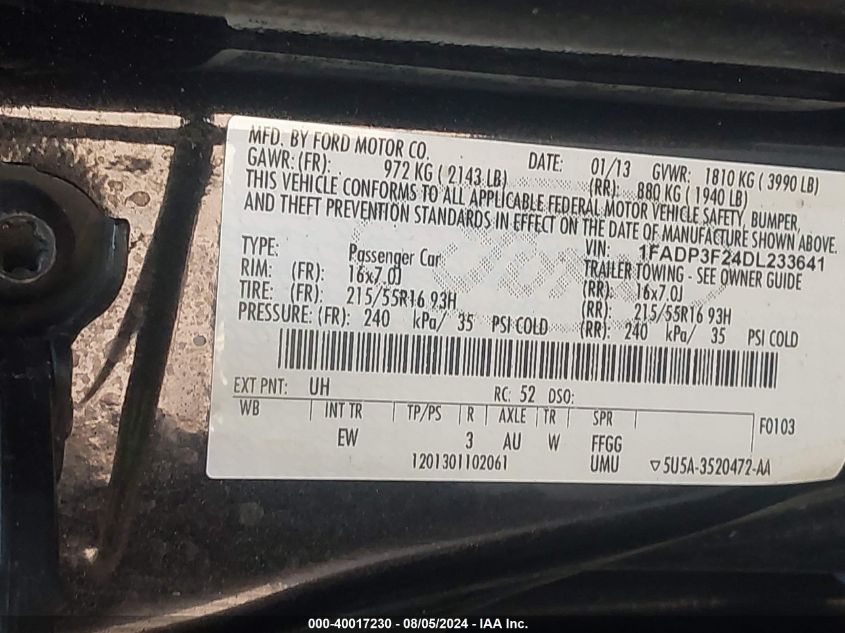 MFD. BY FORD MOTOR CO. DATE: 01/13 GVWR: 1810 KG ( 3990 LB)
GAWR: (FR): 972 KG ( 2143 LB) (RR): 880 KG ( 1940 LB)
THIS VEHICLE CONFORMS TO ALL APPLICABLE FEDERAL MOTOR VEHICLE SAFETY, BUMPER,
AND THEFT PREVENTION STANDARDS IN EFFECT ON THE DATE OF MANUFACTURE SHOWN ABOVE.
VIN: 1FADP3F24DL233641
TYPE: Passenger Car TRAILER TOWING - SEE OWNER GUIDE
RIM: (FR): 16x7.0J (RR): 16x7.0J
TIRE: (FR): 215/55R16 93H (RR): 215/55R16 93H
PRESSURE: (FR): 240 kPa/ 35 PSI COLD (RR): 240 kPa/ 35 PSI COLD
EXT PNT: UH RC: 52 DSO:
WB INT TR TP/PS R AXLE TR SPR F0103
EW 3 AU W FFGG
1201301102061 UMU ▽5U5A-3520472-AA
000-40017230 - 08/05/2024 - IAA Inc.